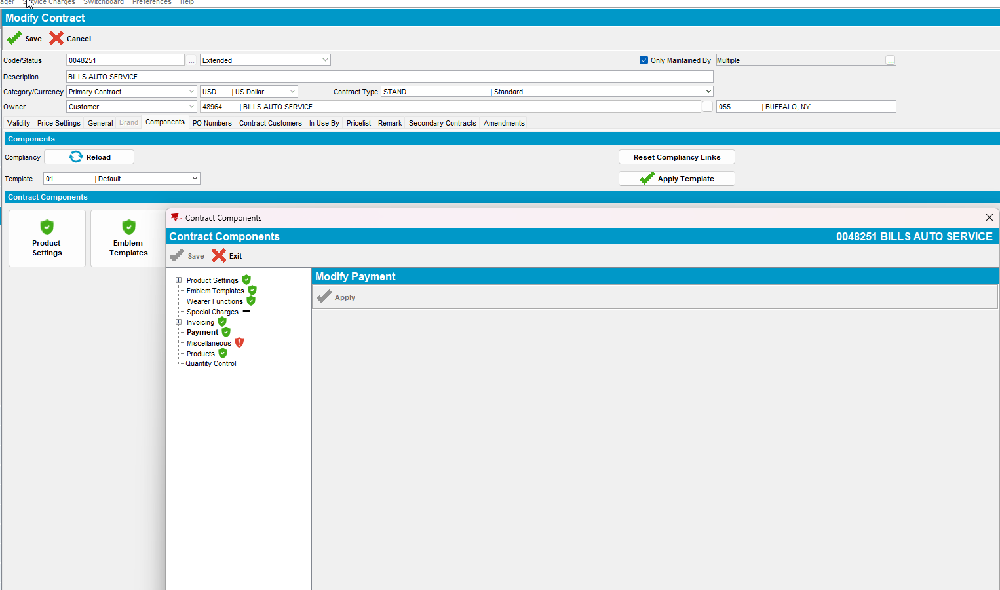 Service Charges Switchboard Preferences Help
Modify Contract
Save Cancel
Code/Status 0048251 ... Extended Only Maintained By Multiple ...
Description BILLS AUTO SERVICE
Category/Currency Primary Contract USD | US Dollar Contract Type STAND | Standard
Owner Customer 48964 | BILLS AUTO SERVICE ... 055 | BUFFALO, NY
Validity Price Settings General Brand Components PO Numbers Contract Customers In Use By Pricelist Remark Secondary Contracts Amendments
Components
Compliancy Reload Reset Compliancy Links
Template 01 | Default Apply Template
Contract Components
Product Settings
Emblem Templates
Contract Components
Contract Components 0048251 BILLS AUTO SERVICE
Save Exit
Product Settings
Emblem Templates
Wearer Functions
Special Charges
Invoicing
Payment
Miscellaneous
Products
Quantity Control
Modify Payment
Apply